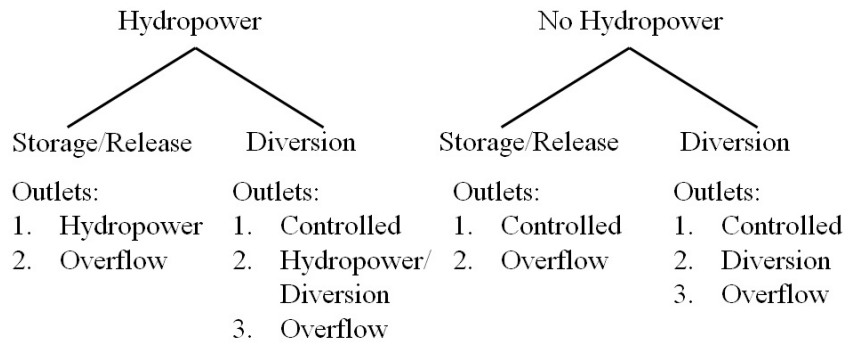 Hydropower
No Hydropower
Storage/Release
Diversion
Storage/Release
Diversion
Outlets:
1. Hydropower
2. Overflow
Outlets:
1. Controlled
2. Hydropower/
Diversion
3. Overflow
Outlets:
1. Controlled
2. Overflow
Outlets:
1. Controlled
2. Diversion
3. Overflow